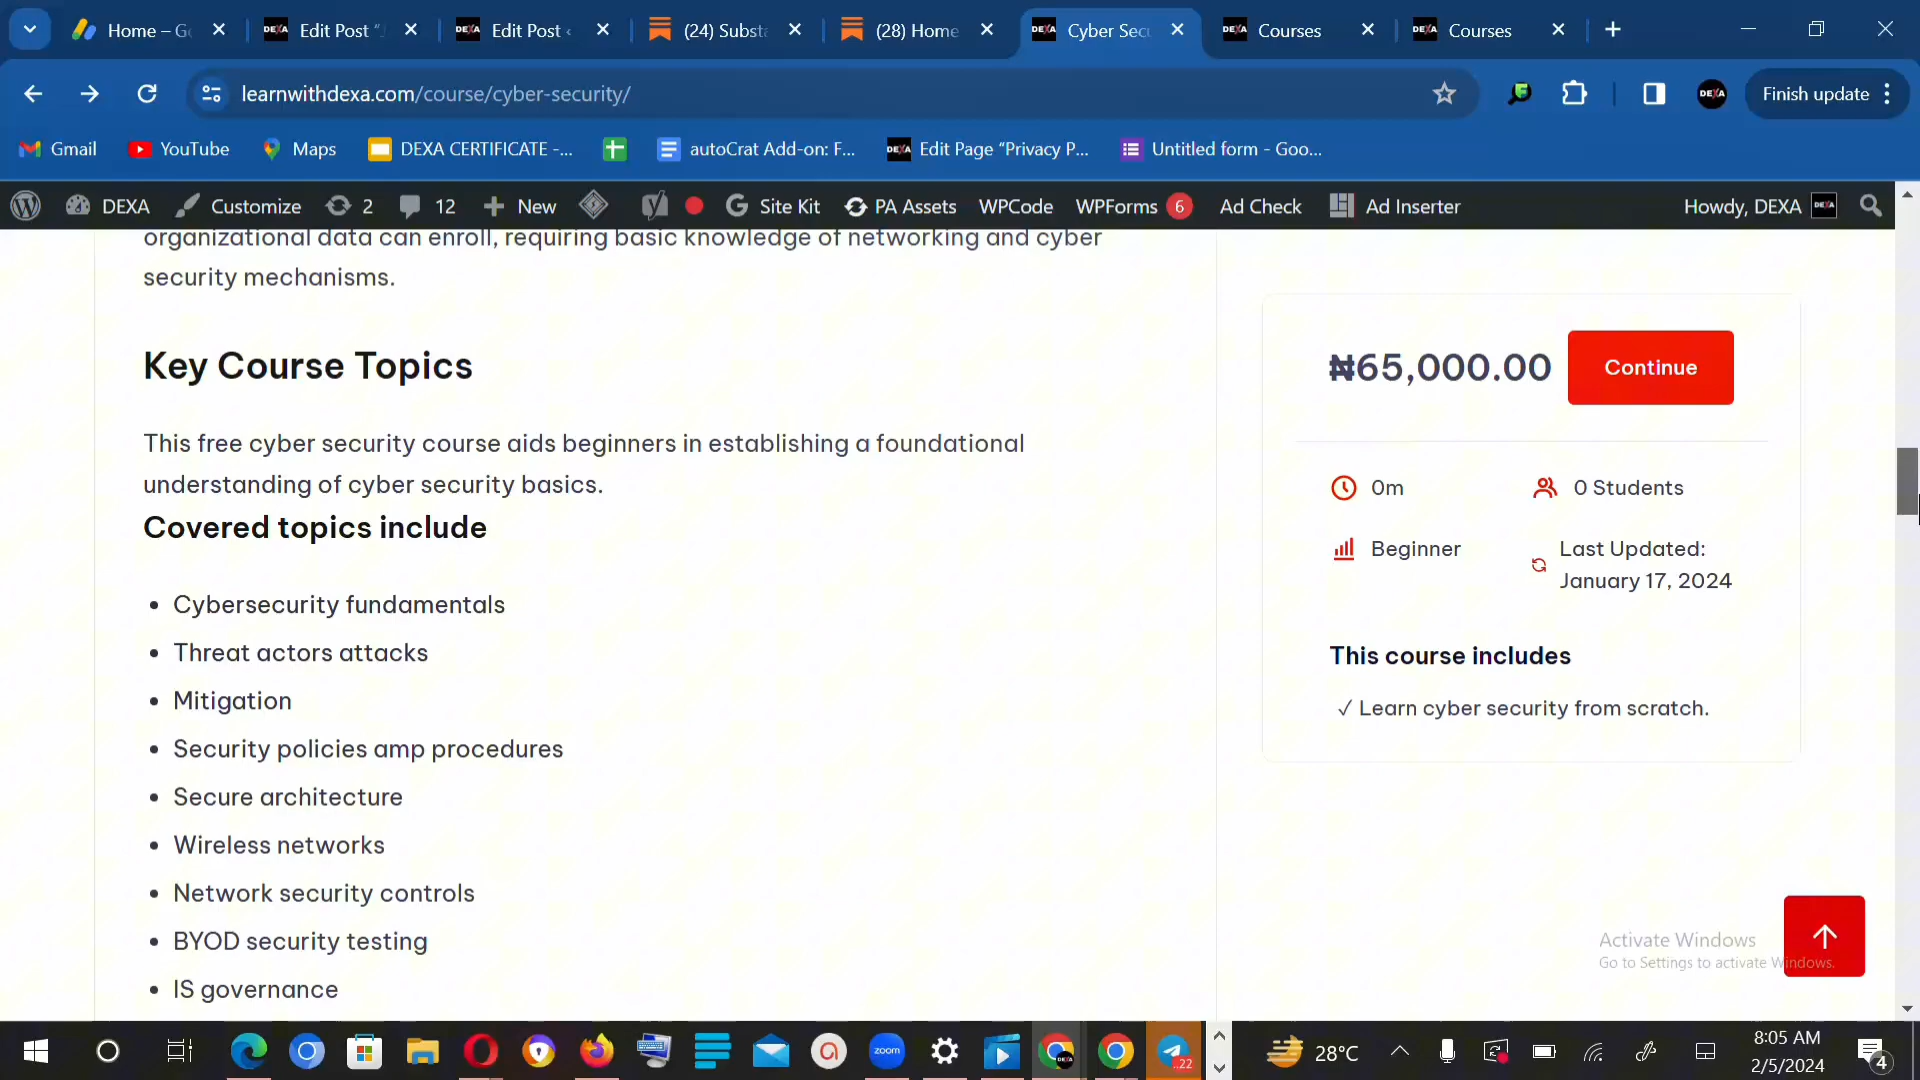 Home – Go
Edit Post "
Edit Post ‹
(24) Substa
(28) Home
Cyber Secu
Courses
Courses
learnwithdexa.com/course/cyber-security/
DEXA
Finish update
Gmail
YouTube
Maps
DEXA CERTIFICATE -...
autoCrat Add-on: F...
Edit Page “Privacy P...
Untitled form - Goo...
DEXA
Customize
2
12
New
Site Kit
PA Assets
WPCode
WPForms 6
Ad Check
Ad Inserter
Howdy, DEXA
organizational data can enroll, requiring basic knowledge of networking and cyber
security mechanisms.
Key Course Topics
This free cyber security course aids beginners in establishing a foundational
understanding of cyber security basics.
Covered topics include
• Cybersecurity fundamentals
• Threat actors attacks
• Mitigation
• Security policies amp procedures
• Secure architecture
• Wireless networks
• Network security controls
• BYOD security testing
• IS governance
₦65,000.00
Continue
0m
0 Students
Beginner
Last Updated:
January 17, 2024
This course includes
✓ Learn cyber security from scratch.
Activate Windows
Go to Settings to activate Windows.
zoom
..22
28°C
8:05 AM
2/5/2024
4